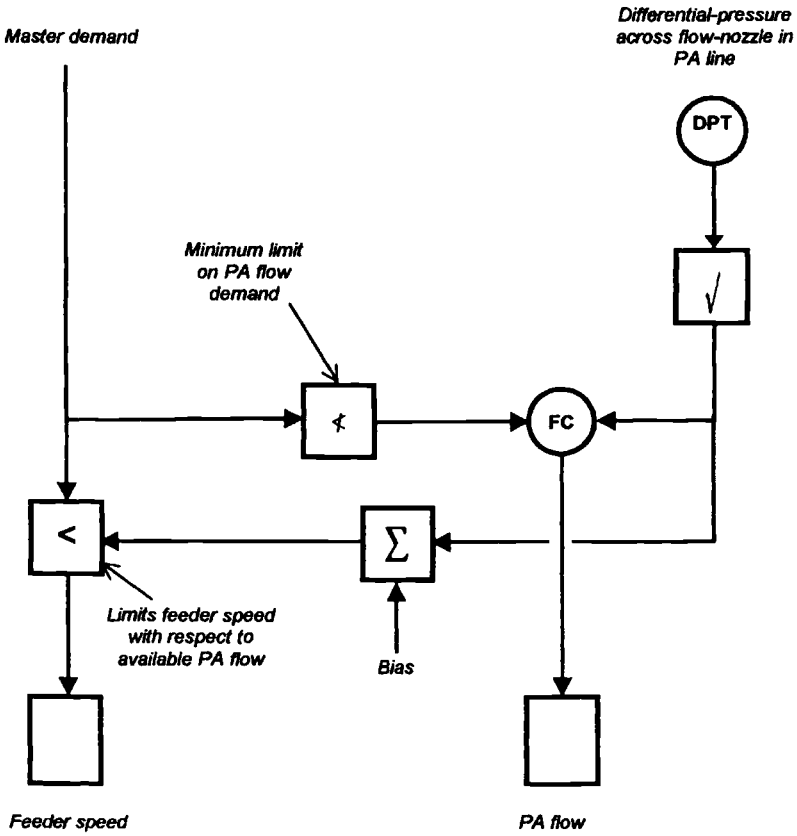 Master demand
Differential-pressure
across flow-nozzle in
PA line
DPT
√
Minimum limit
on PA flow
demand
≮
FC
<
Σ
Limits feeder speed
with respect to
available PA flow
Bias
Feeder speed
PA flow